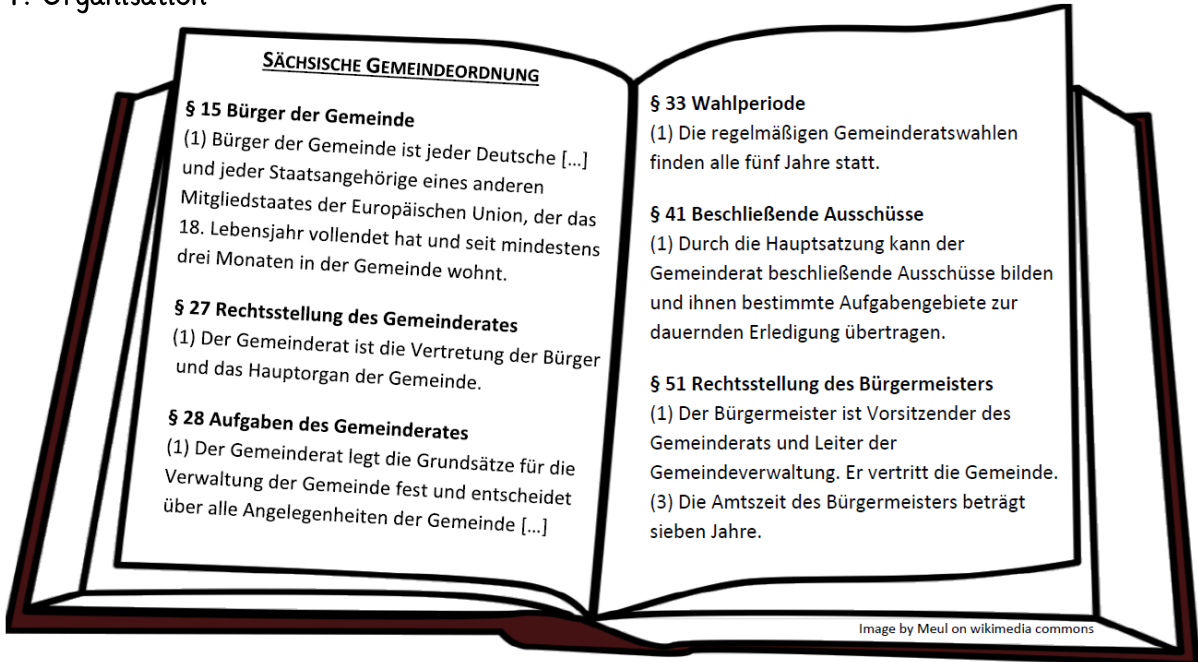 1. Organisation
SÄCHSISCHE GEMEINDEORDNUNG
§ 15 Bürger der Gemeinde
(1) Bürger der Gemeinde ist jeder Deutsche [...]
und jeder Staatsangehörige eines anderen
Mitgliedstaates der Europäischen Union, der das
18. Lebensjahr vollendet hat und seit mindestens
drei Monaten in der Gemeinde wohnt.
§ 27 Rechtsstellung des Gemeinderates
(1) Der Gemeinderat ist die Vertretung der Bürger
und das Hauptorgan der Gemeinde.
§ 28 Aufgaben des Gemeinderates
(1) Der Gemeinderat legt die Grundsätze für die
Verwaltung der Gemeinde fest und entscheidet
über alle Angelegenheiten der Gemeinde [...]
§ 33 Wahlperiode
(1) Die regelmäßigen Gemeinderatswahlen
finden alle fünf Jahre statt.
§ 41 Beschließende Ausschüsse
(1) Durch die Hauptsatzung kann der
Gemeinderat beschließende Ausschüsse bilden
und ihnen bestimmte Aufgabengebiete zur
dauernden Erledigung übertragen.
§ 51 Rechtsstellung des Bürgermeisters
(1) Der Bürgermeister ist Vorsitzender des
Gemeinderats und Leiter der
Gemeindeverwaltung. Er vertritt die Gemeinde.
(3) Die Amtszeit des Bürgermeisters beträgt
sieben Jahre.
Image by Meul on wikimedia commons